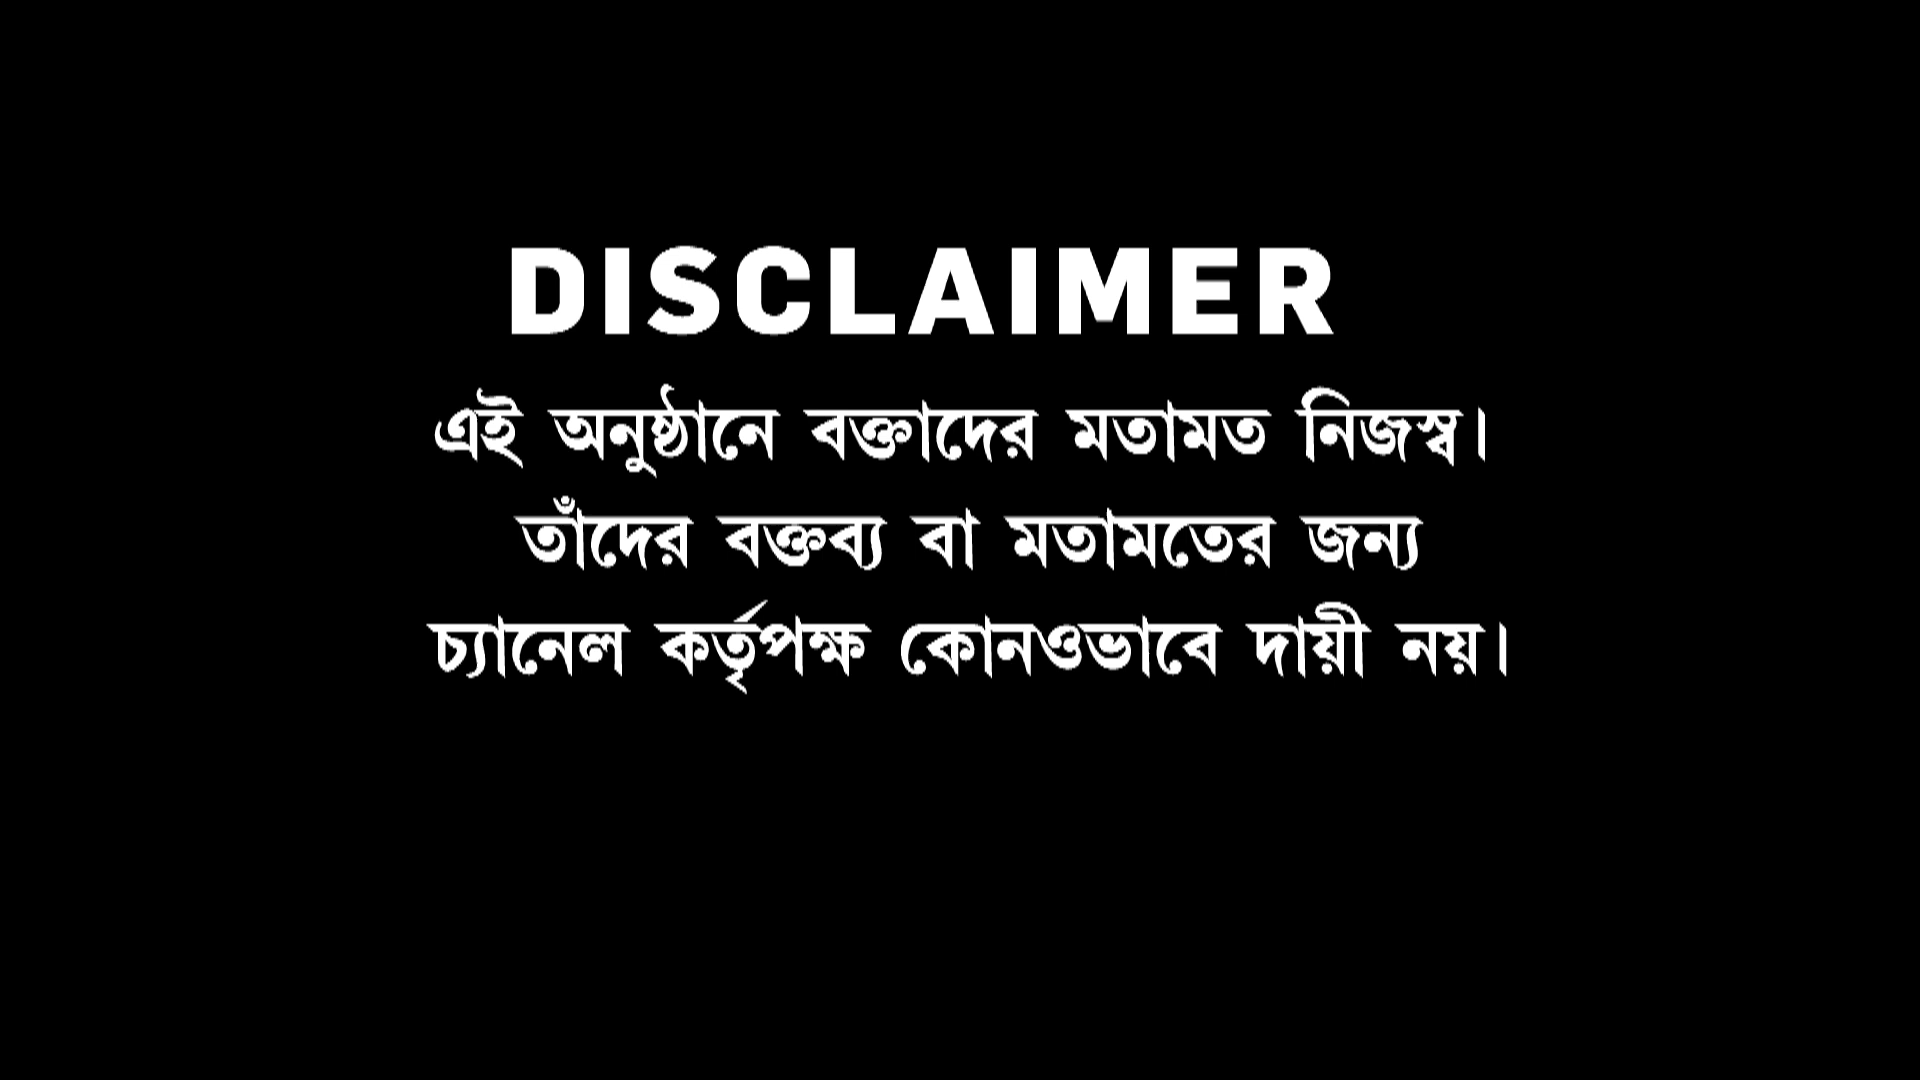 DISCLAIMER
এই অনুষ্ঠানে বক্তাদের মতামত নিজস্ব।
তাঁদের বক্তব্য বা মতামতের জন্য
চ্যানেল কর্তৃপক্ষ কোনওভাবে দায়ী নয়।